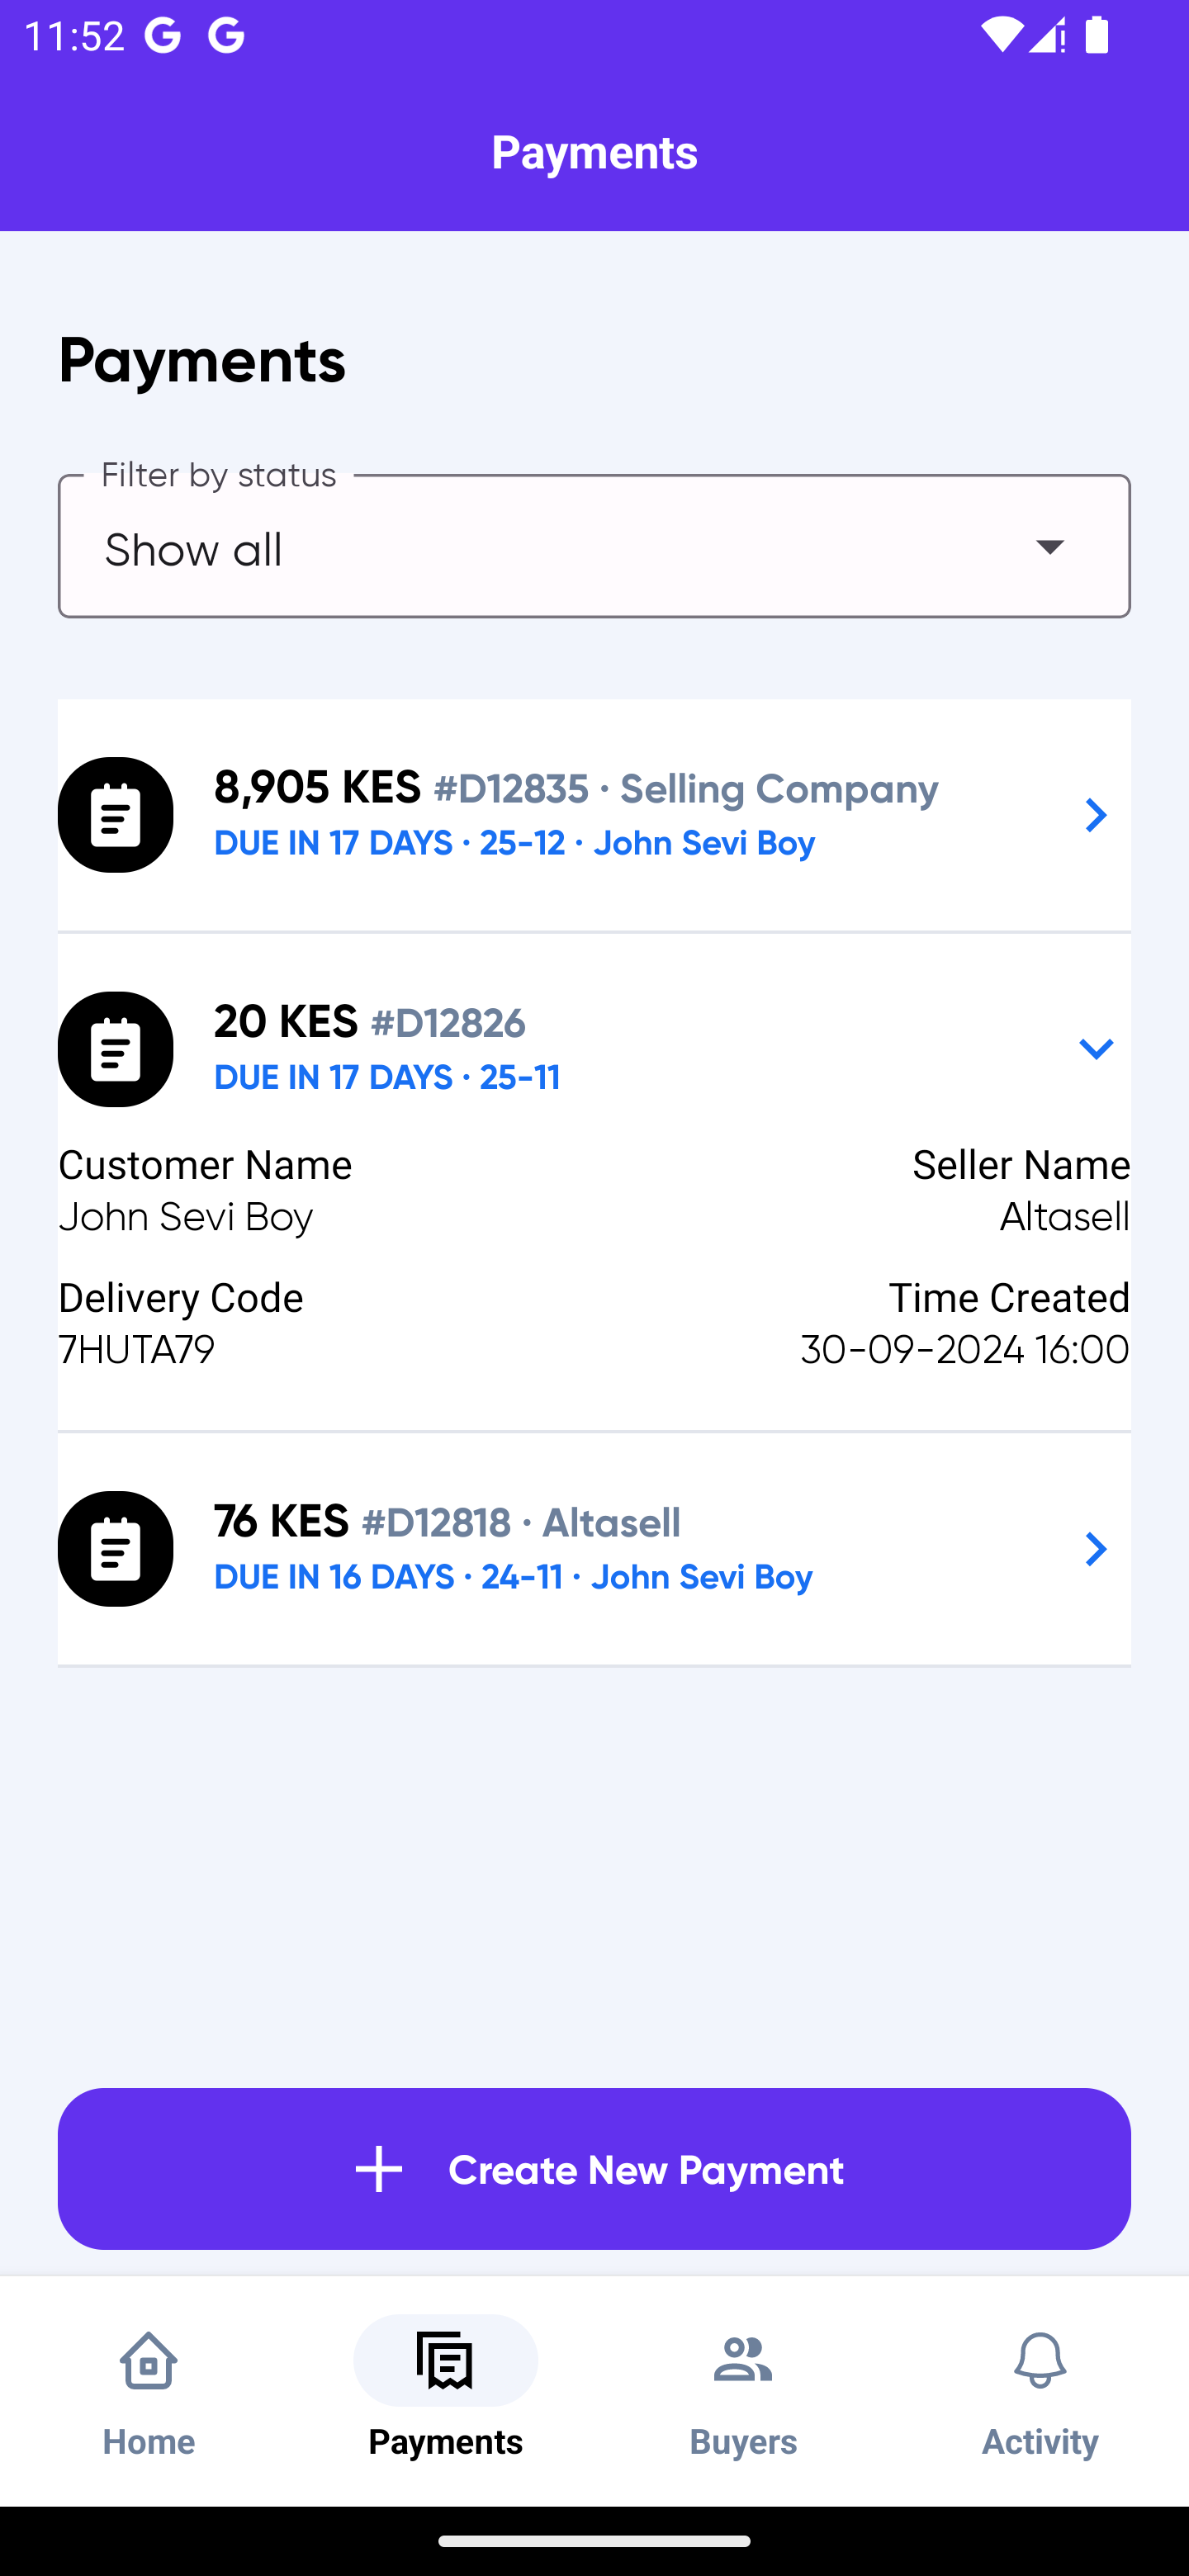 11:52 G G
Payments
Payments
Filter by status
Show all
8,905 KES #D12835 · Selling Company
DUE IN 17 DAYS · 25-12 · John Sevi Boy
20 KES #D12826
DUE IN 17 DAYS · 25-11
Customer Name Seller Name
John Sevi Boy Altasell
Delivery Code Time Created
7HUTA79 30-09-2024 16:00
76 KES #D12818 · Altasell
DUE IN 16 DAYS · 24-11 · John Sevi Boy
Create New Payment
Home Payments Buyers Activity